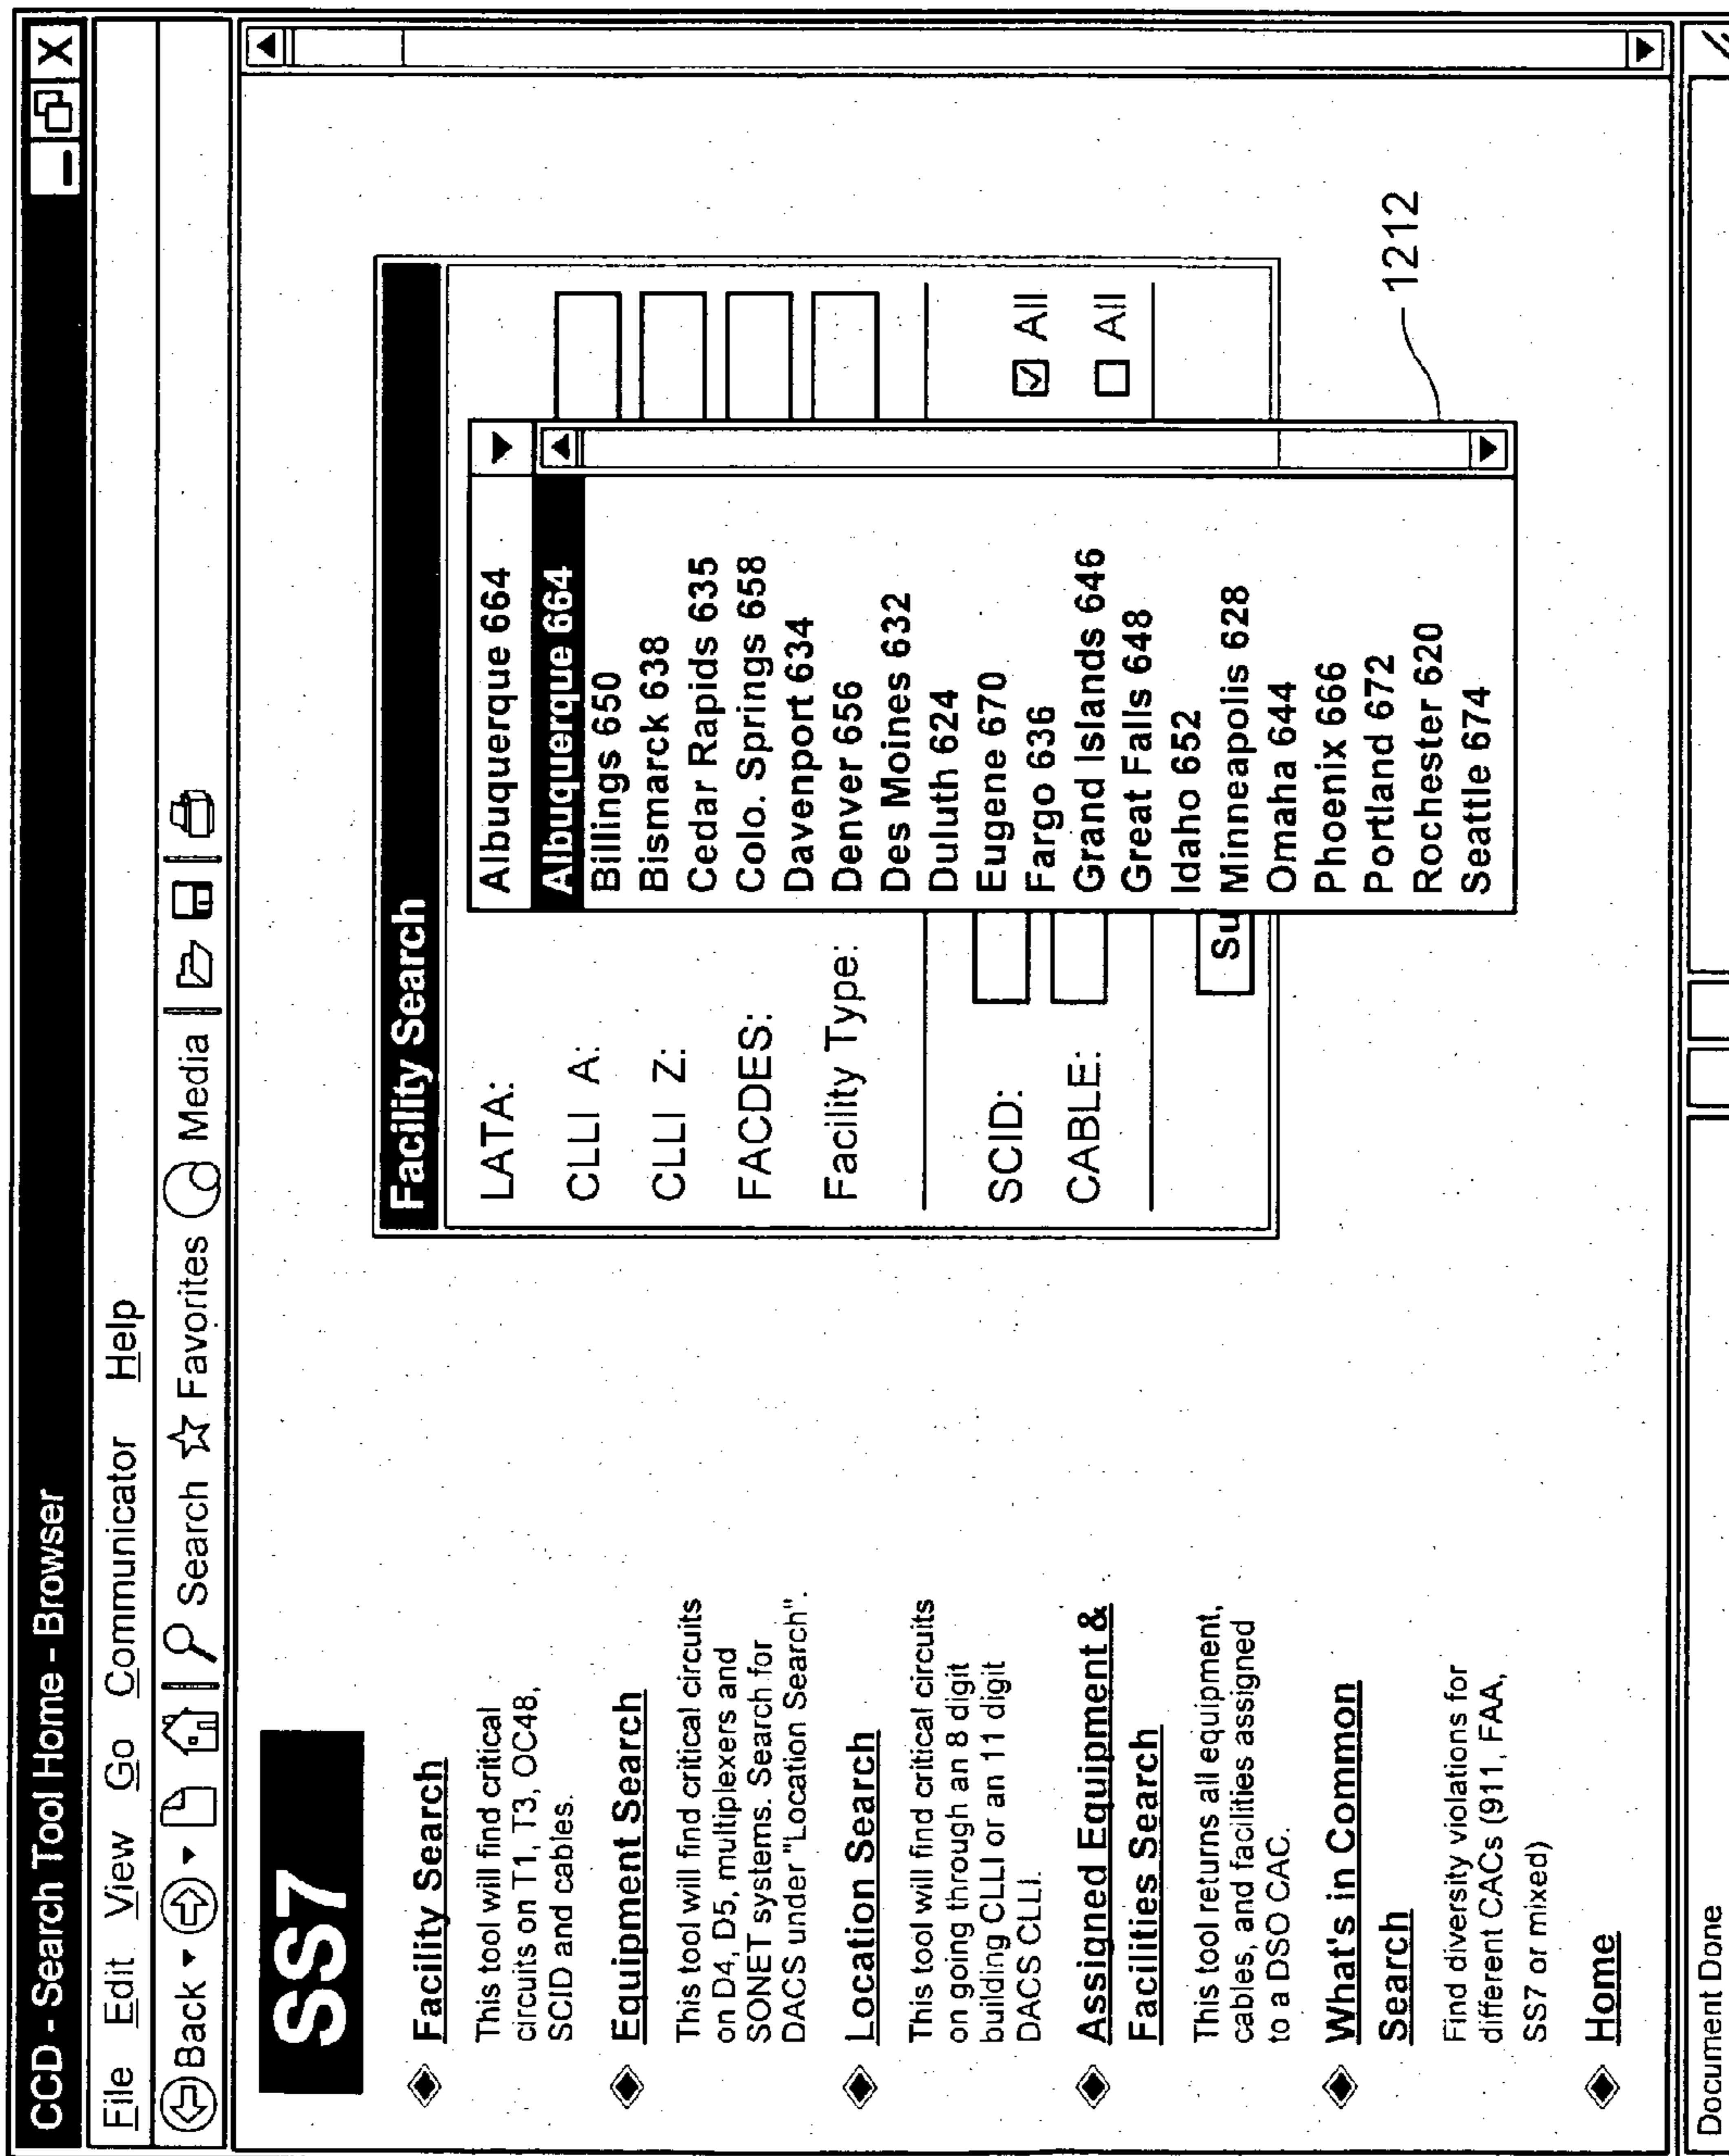 CCD - Search Tool Home - Browser
File Edit View Go Communicator Help
Back Search Favorites Media
SS7
Facility Search
This tool will find critical
circuits on T1, T3, OC48,
SCID and cables.
Equipment Search
This tool will find critical circuits
on D4, D5, multiplexers and
SONET systems. Search for
DACS under "Location Search".
Location Search
This tool will find critical circuits
on going through an 8 digit
building CLLI or an 11 digit
DACS CLLI.
Assigned Equipment &
Facilities Search
This tool returns all equipment,
cables, and facilities assigned
to a DSO CAC.
What's in Common
Search
Find diversity violations for
different CACs (911, FAA,
SS7 or mixed)
Home
Facility Search
LATA:
CLLI A:
CLLI Z:
FACDES:
Facility Type:
SCID:
All
CABLE:
All
Su
Albuquerque 664
Albuquerque 664
Billings 650
Bismarck 638
Cedar Rapids 635
Colo. Springs 658
Davenport 634
Denver 656
Des Moines 632
Duluth 624
Eugene 670
Fargo 636
Grand Islands 646
Great Falls 648
Idaho 652
Minneapolis 628
Omaha 644
Phoenix 666
Portland 672
Rochester 620
Seattle 674
1212
Document Done